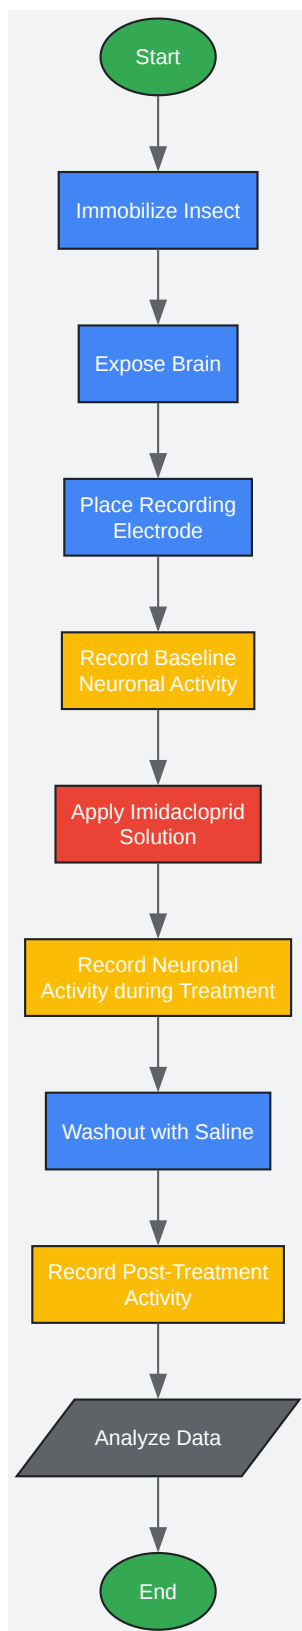 Start
Immobilize Insect
Expose Brain
Place Recording
Electrode
Record Baseline
Neuronal Activity
Apply Imidacloprid
Solution
Record Neuronal
Activity during Treatment
Washout with Saline
Record Post-Treatment
Activity
Analyze Data
End